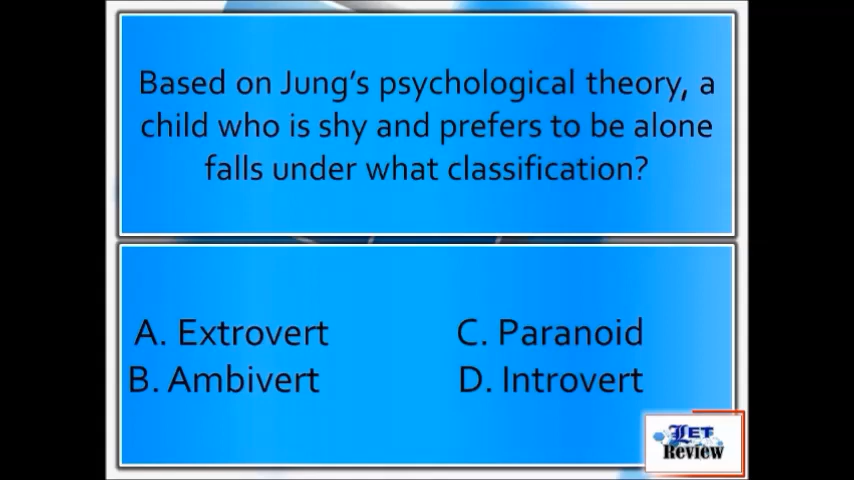 Based on Jung's psychological theory, a
child who is shy and prefers to be alone
falls under what classification?
A. Extrovert
B. Ambivert
C. Paranoid
D. Introvert
LET
Review